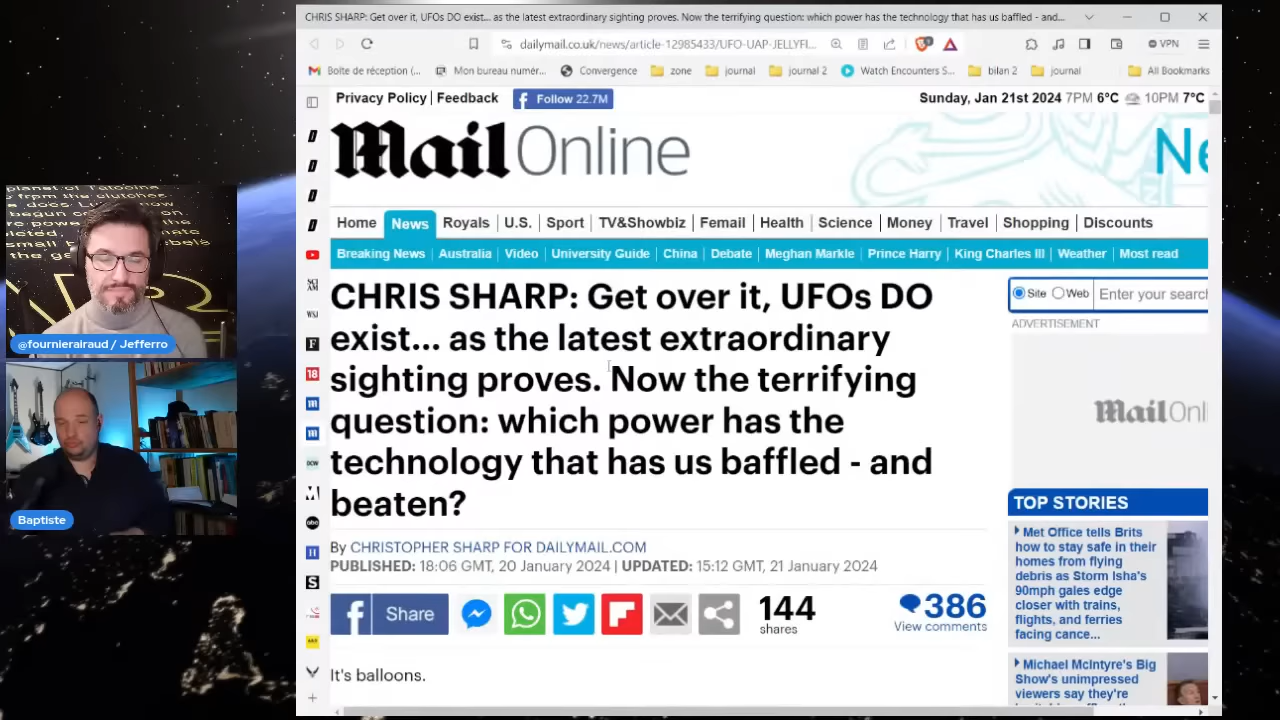 CHRIS SHARP: Get over it, UFOs DO exist... as the latest extraordinary sighting proves. Now the terrifying question: which power has the technology that has us baffled - and...
dailymail.co.uk/news/article-12985433/UFO-UAP-JELLYFI...
VPN
Boîte de réception (...
Mon bureau numér...
Convergence
zone
journal
journal 2
Watch Encounters S...
bilan 2
journal
All Bookmarks
Privacy Policy | Feedback
Follow 22.7M
Sunday, Jan 21st 2024 7PM 6°C 10PM 7°C
Mail Online
Ne
Home News Royals U.S. Sport TV&Showbiz Femail Health Science Money Travel Shopping Discounts
Breaking News Australia Video University Guide China Debate Meghan Markle Prince Harry King Charles III Weather Most read
CHRIS SHARP: Get over it, UFOs DO
exist... as the latest extraordinary
sighting proves. Now the terrifying
question: which power has the
technology that has us baffled - and
beaten?
By CHRISTOPHER SHARP FOR DAILYMAIL.COM
PUBLISHED: 18:06 GMT, 20 January 2024 | UPDATED: 15:12 GMT, 21 January 2024
Share
144
shares
386
View comments
It's balloons.
Site Web Enter your search
ADVERTISEMENT
Mail Onl
TOP STORIES
Met Office tells Brits
how to stay safe in their
homes from flying
debris as Storm Isha's
90mph gales edge
closer with trains,
flights, and ferries
facing cance...
Michael McIntyre's Big
Show's unimpressed
viewers say they're
@fournierairaud / Jefferro
Baptiste